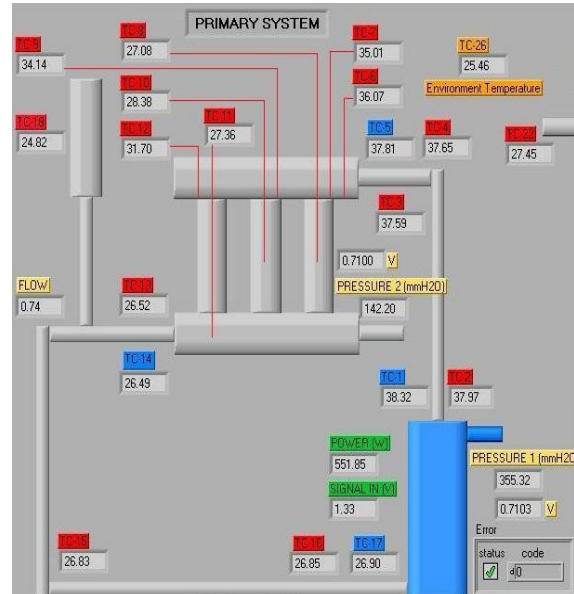 PRIMARY SYSTEM
TC-9
34.14
TC-8
27.08
TC-7
35.01
TC-26
25.46
Environment Temperature
TC-10
28.38
TC-6
36.07
TC-18
24.82
TC-12
31.70
TC-11
27.36
TC-5
37.81
TC-4
37.65
TC-23
27.45
TC-3
37.59
0.7100 V
FLOW
0.74
TC-13
26.52
PRESSURE 2 (mmH2O)
142.20
TC-14
26.49
TC-1
38.32
TC-2
37.97
POWER (W)
551.85
PRESSURE 1 (mmH2O
355.32
SIGNAL IN (V)
1.33
0.7103 V
Error
status code
d0
TC-15
26.83
TC-16
26.85
TC-17
26.90